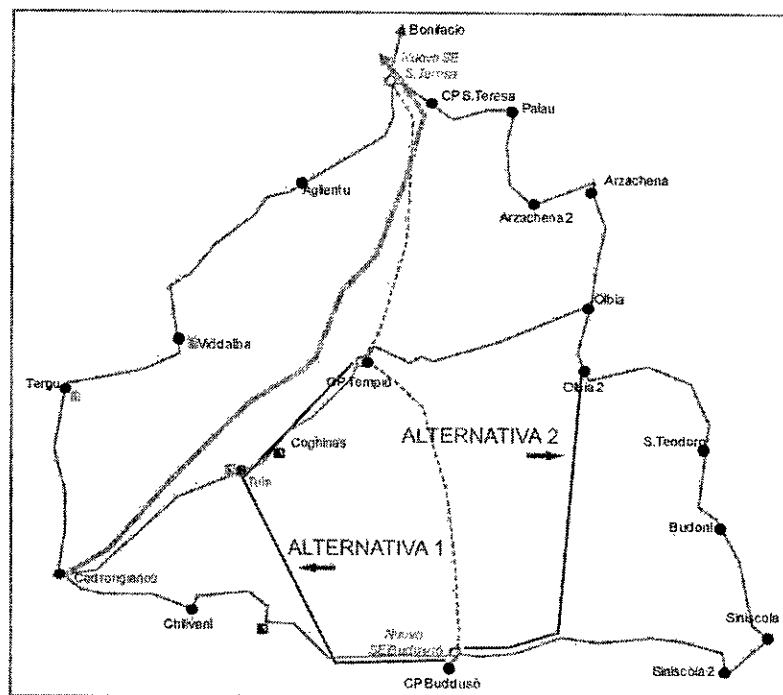 Bonifacio
Nuova SE
S. Teresa
CP S.Teresa
Palau
Aglientu
Arzachena
Arzachena 2
Olbia
Viddalba
CP Tempio
Olbia 2
Tergu
Coghinas
ALTERNATIVA 2
S.Teodoro
Tula
Budoni
ALTERNATIVA 1
Codrongianos
Chilivani
Nuova
SE Buddusò
Siniscola
CP Buddusò
Siniscola 2